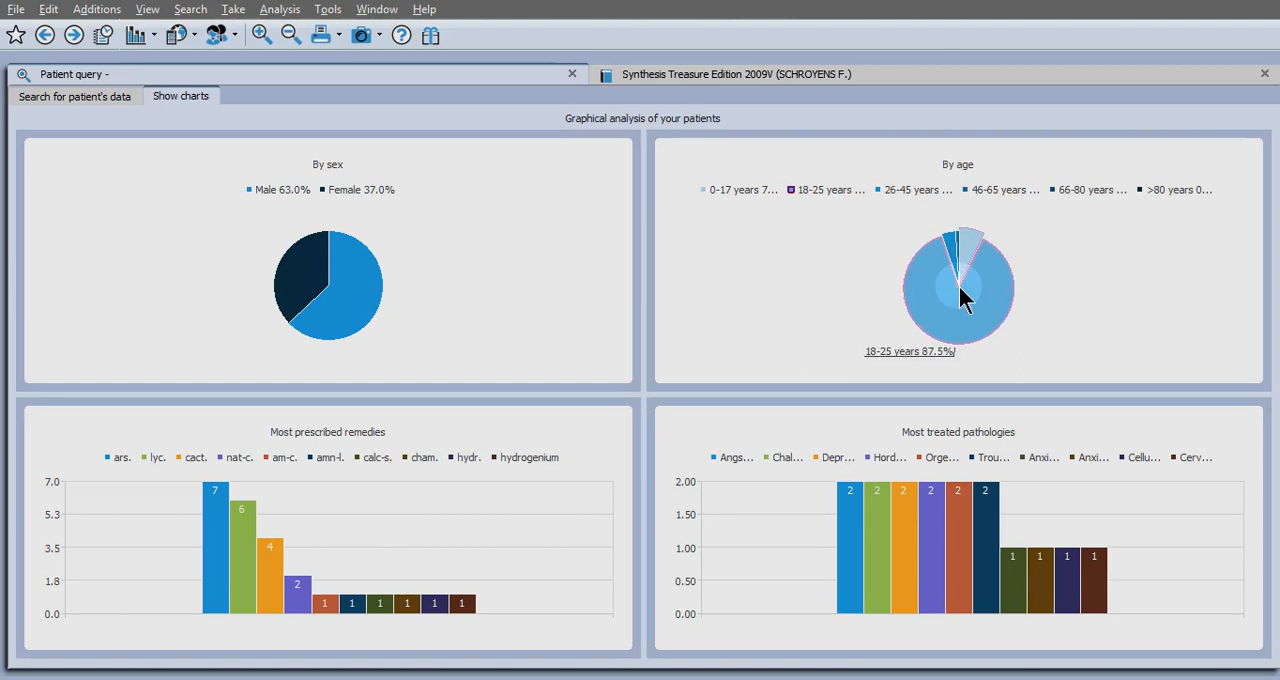 File Edit Additions View Search Take Analysis Tools Window Help
Patient query -
Synthesis Treasure Edition 2009V (SCHROYENS F.)
Search for patient's data Show charts
Graphical analysis of your patients
By sex
Male 63.0% Female 37.0%
By age
0-17 years 7... 18-25 years ... 26-45 years ... 46-65 years ... 66-80 years ... >80 years 0...
18-25 years 87.5%
Most prescribed remedies
ars. lyc. cact. nat-c. am-c. amn-l. calc-s. cham. hydr. hydrogenium
7.0
5.3
3.5
1.8
0.0
7 6 4 2 1 1 1 1 1 1
Most treated pathologies
Angs... Chal... Depr... Hord... Orge... Trou... Anxi... Anxi... Cellu... Cerv...
2.00
1.50
1.00
0.50
0.00
2 2 2 2 2 2 1 1 1 1